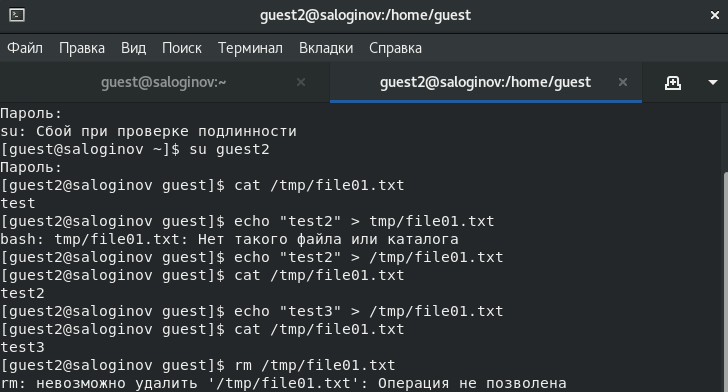 guest2@saloginov:/home/guest
Файл Правка Вид Поиск Терминал Вкладки Справка
guest@saloginov:~ guest2@saloginov:/home/guest
Пароль:
su: Сбой при проверке подлинности
[guest@saloginov ~]$ su guest2
Пароль:
[guest2@saloginov guest]$ cat /tmp/file01.txt
test
[guest2@saloginov guest]$ echo "test2" > tmp/file01.txt
bash: tmp/file01.txt: Нет такого файла или каталога
[guest2@saloginov guest]$ echo "test2" > /tmp/file01.txt
[guest2@saloginov guest]$ cat /tmp/file01.txt
test2
[guest2@saloginov guest]$ echo "test3" > /tmp/file01.txt
[guest2@saloginov guest]$ cat /tmp/file01.txt
test3
[guest2@saloginov guest]$ rm /tmp/file01.txt
rm: невозможно удалить '/tmp/file01.txt': Операция не позволена